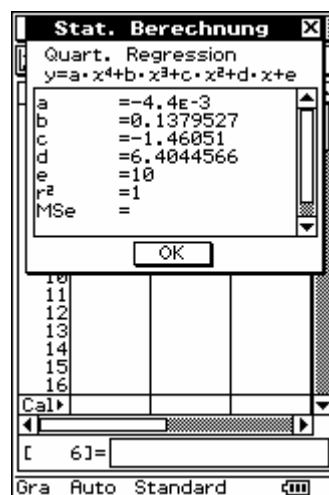 Stat. Berechnung
Quart. Regression
y=a·x⁴+b·x³+c·x²+d·x+e
a =-4.4ᴇ-3
b =0.1379527
c =-1.46051
d =6.4044566
e =10
r²=1
MSe =
OK
10
11
12
13
14
15
16
Cal▸
[ 6]=
Gra Auto Standard